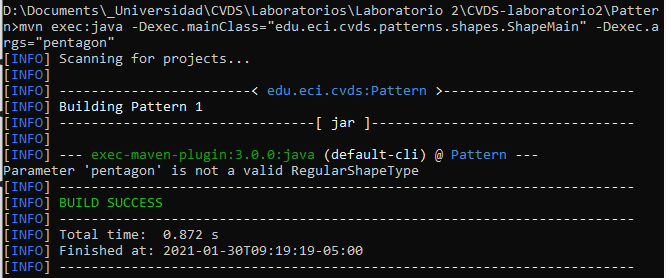 D:\Documents\_Universidad\CVDS\Laboratorios\Laboratorio 2\CVDS-laboratorio2\Patter
n>mvn exec:java -Dexec.mainClass="edu.eci.cvds.patterns.shapes.ShapeMain" -Dexec.a
rgs="pentagon"
[INFO] Scanning for projects...
[INFO]
[INFO] ------------------------< edu.eci.cvds:Pattern >------------------------
[INFO] Building Pattern 1
[INFO] --------------------------------[ jar ]---------------------------------
[INFO]
[INFO] --- exec-maven-plugin:3.0.0:java (default-cli) @ Pattern ---
Parameter 'pentagon' is not a valid RegularShapeType
[INFO] ------------------------------------------------------------------------
[INFO] BUILD SUCCESS
[INFO] ------------------------------------------------------------------------
[INFO] Total time:  0.872 s
[INFO] Finished at: 2021-01-30T09:19:19-05:00
[INFO] ------------------------------------------------------------------------